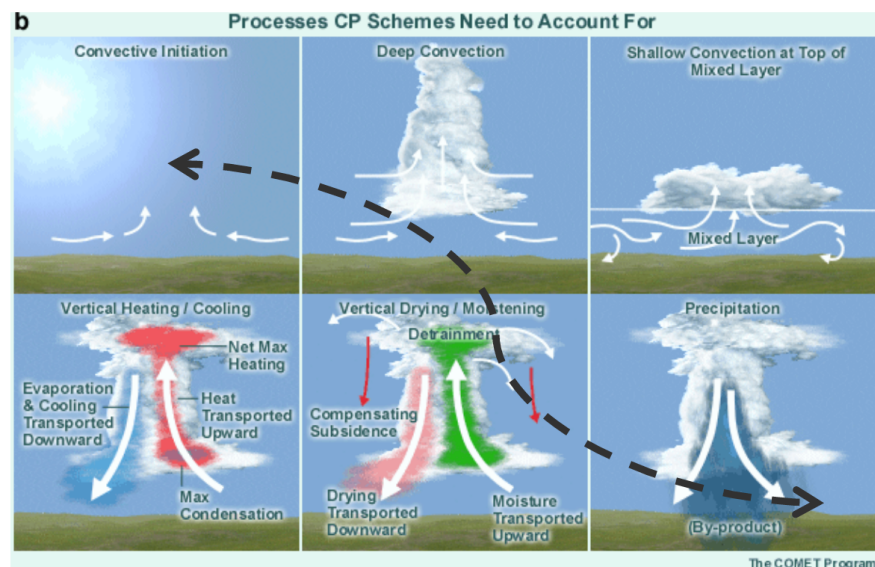 b
Processes CP Schemes Need to Account For
Convective Initiation
Deep Convection
Shallow Convection at Top of
Mixed Layer
Mixed Layer
Vertical Heating / Cooling
Net Max
Heating
Evaporation
& Cooling
Transported
Downward
Heat
Transported
Upward
Max
Condensation
Vertical Drying / Moistening
Detrainment
Compensating
Subsidence
Drying
Transported
Downward
Moisture
Transported
Upward
Precipitation
(By-product)
The COMET Program